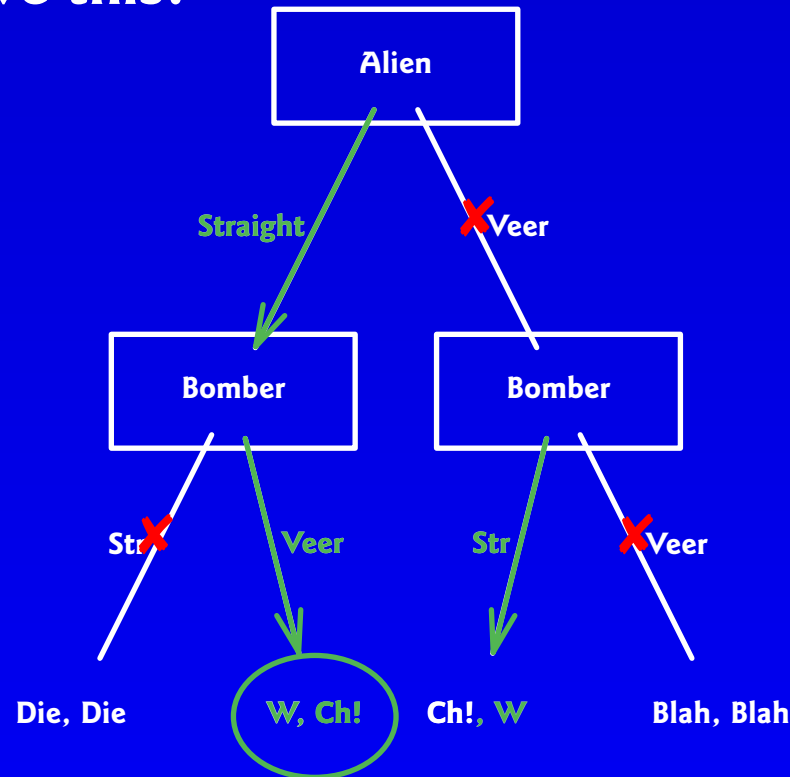 Alien
Straight
Veer
Bomber
Bomber
Str
Veer
Str
Veer
Die, Die
W, Ch!
Ch!, W
Blah, Blah